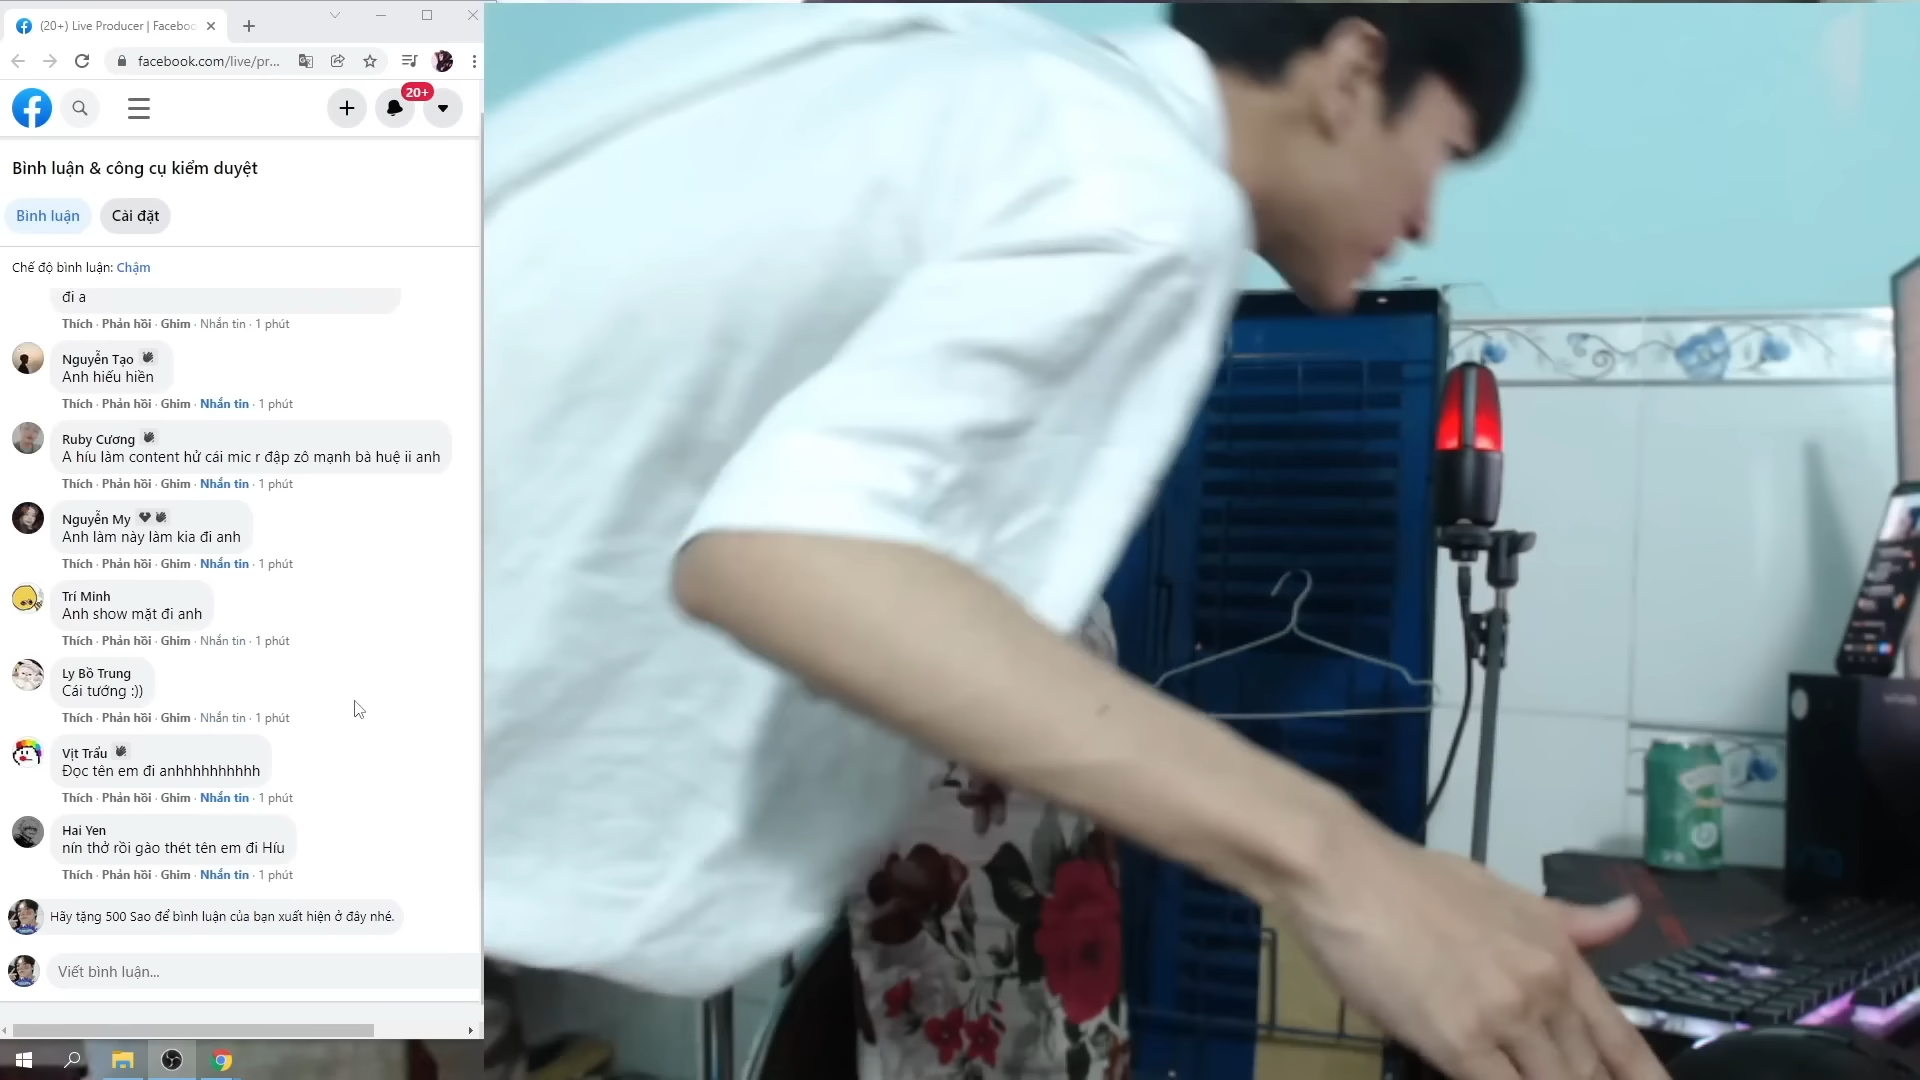 (20+) Live Producer | Faceboo
facebook.com/live/pr...
20+
Bình luận & công cụ kiểm duyệt
Bình luận
Cài đặt
Chế độ bình luận: Chậm
đi a
Thích · Phản hồi · Ghim · Nhắn tin · 1 phút
Nguyễn Tạo
Anh hiếu hiền
Thích · Phản hồi · Ghim · Nhắn tin · 1 phút
Ruby Cương
A híu làm content hử cái mic r đập zô mạnh bà huệ ii anh
Thích · Phản hồi · Ghim · Nhắn tin · 1 phút
Nguyễn My
Anh làm này làm kia đi anh
Thích · Phản hồi · Ghim · Nhắn tin · 1 phút
Trí Minh
Anh show mặt đi anh
Thích · Phản hồi · Ghim · Nhắn tin · 1 phút
Ly Bồ Trung
Cái tướng :))
Thích · Phản hồi · Ghim · Nhắn tin · 1 phút
Vịt Trẩu
Đọc tên em đi anhhhhhhhhhh
Thích · Phản hồi · Ghim · Nhắn tin · 1 phút
Hai Yen
nín thở rồi gào thét tên em đi Híu
Thích · Phản hồi · Ghim · Nhắn tin · 1 phút
Hãy tặng 500 Sao để bình luận của bạn xuất hiện ở đây nhé.
Viết bình luận...